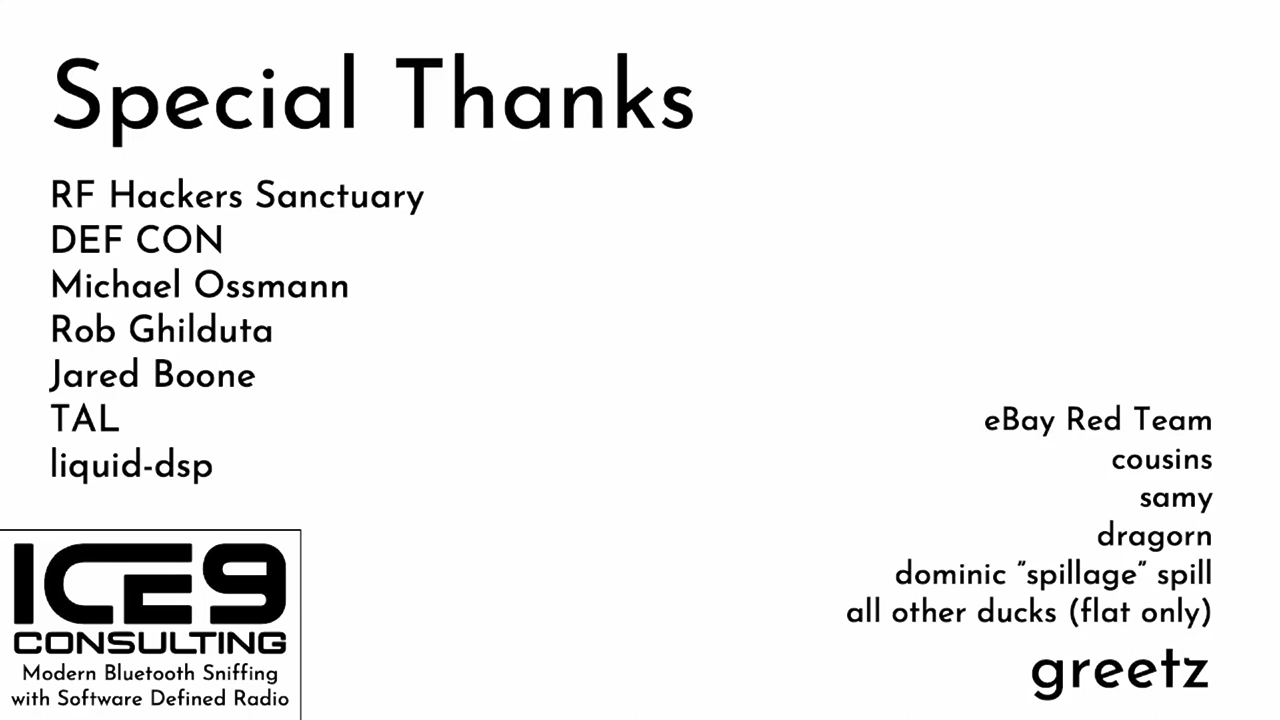 Special Thanks
RF Hackers Sanctuary
DEF CON
Michael Ossmann
Rob Ghilduta
Jared Boone
TAL
liquid-dsp
eBay Red Team
cousins
samy
dragorn
dominic ”spillage” spill
all other ducks (flat only)
greetz
ICE9
CONSULTING
Modern Bluetooth Sniffing
with Software Defined Radio